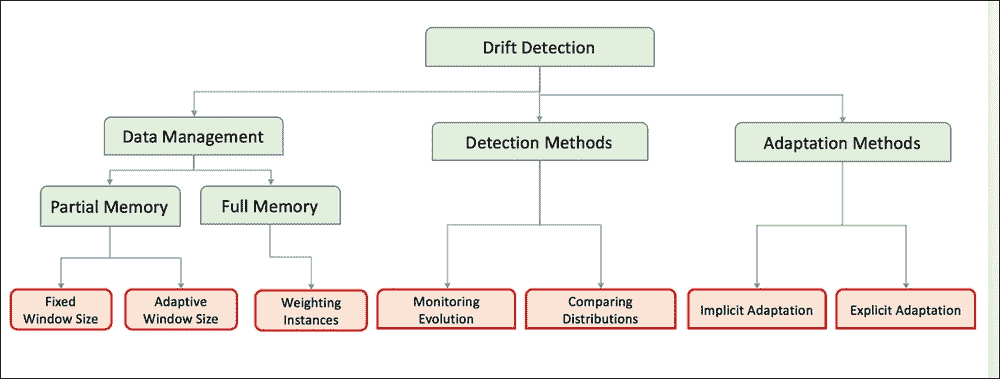 Drift Detection
Data Management
Detection Methods
Adaptation Methods
Partial Memory
Full Memory
Fixed
Window Size
Adaptive
Window Size
Weighting
Instances
Monitoring
Evolution
Comparing
Distributions
Implicit Adaptation
Explicit Adaptation